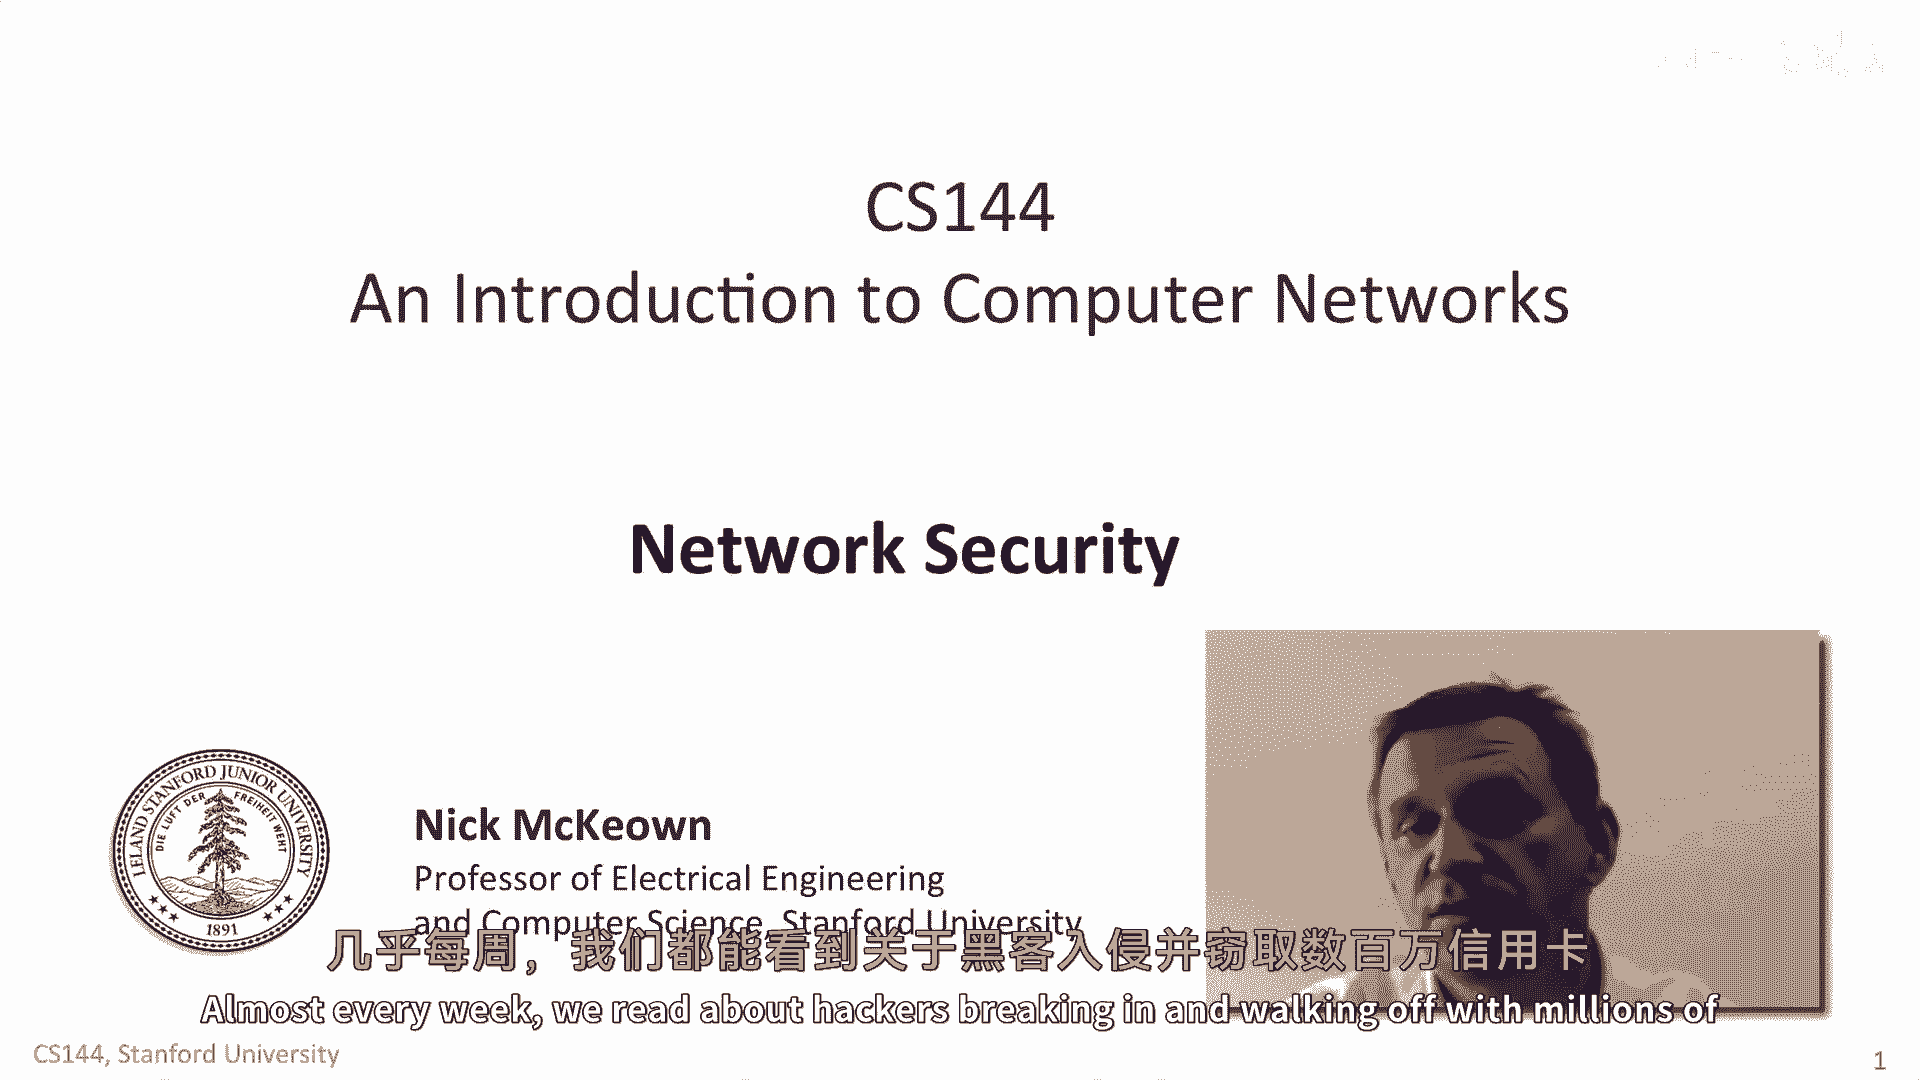 CS144
An Introduction to Computer Networks
Network Security
LELAND STANFORD JUNIOR UNIVERSITY
DIE LUFT DER FREIHEIT WEHT
1891
Nick McKeown
Professor of Electrical Engineering
and Computer Science, Stanford University
几乎每周，我们都能看到关于黑客入侵并窃取数百万信用卡
Almost every week, we read about hackers breaking in and walking off with millions of
CS144, Stanford University
1